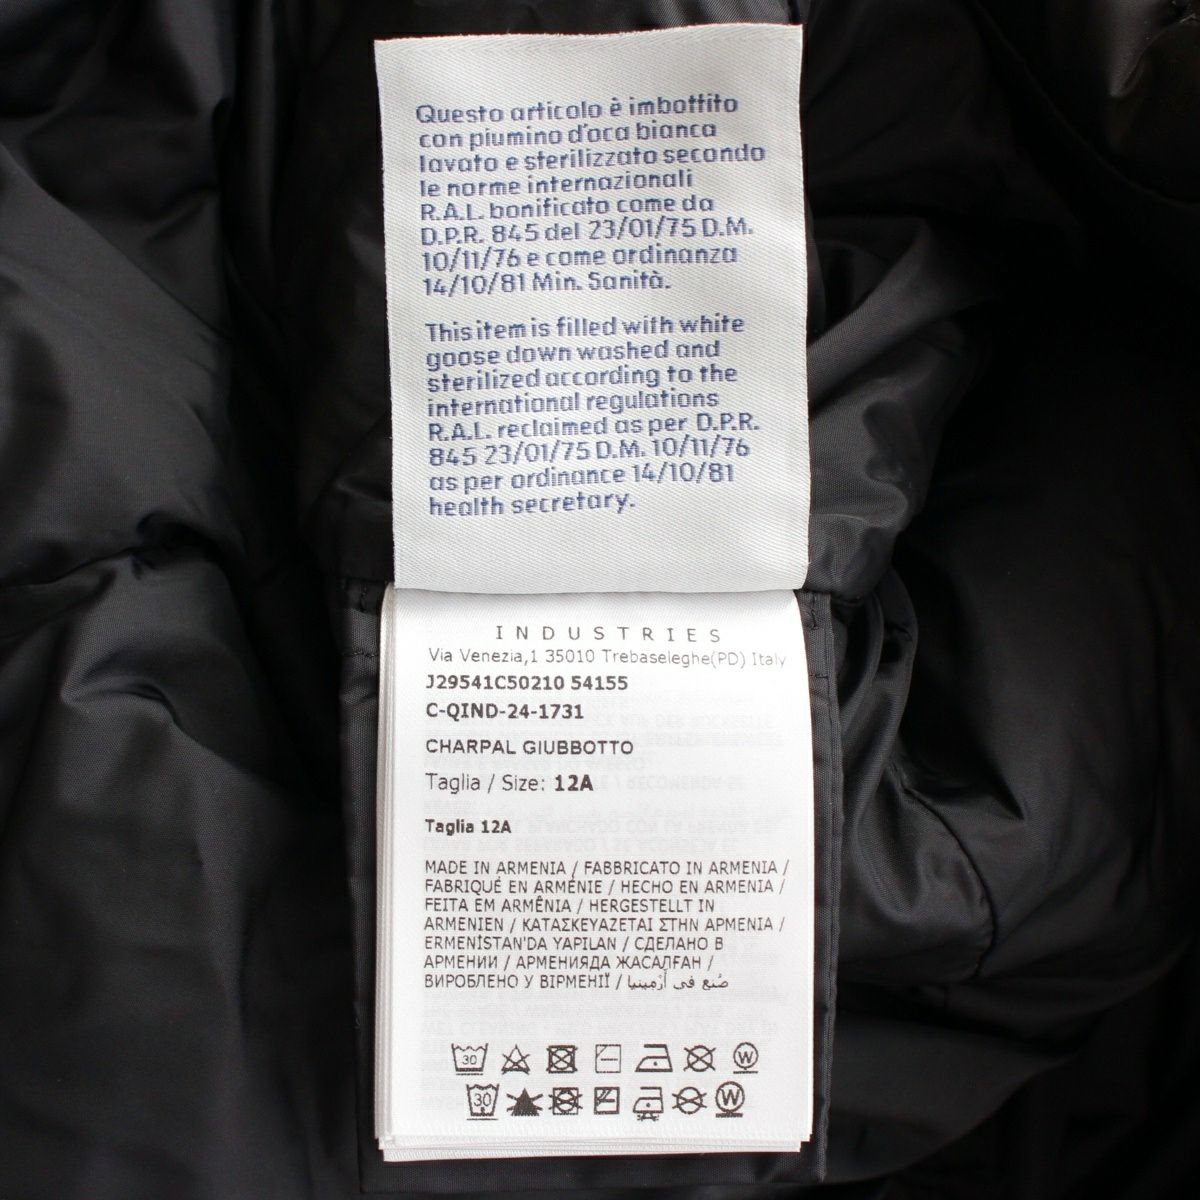 Questo articolo è imbottito
con piumino d'oca bianca
lavato e sterilizzato secondo
le norme internazionali
R.A.L. bonificato come da
D.P.R. 845 del 23/01/75 D.M.
10/11/76 e come ordinanza
14/10/81 Min. Sanità.
This item is filled with white
goose down washed and
sterilized according to the
international regulations
R.A.L. reclaimed as per D.P.R.
845 23/01/75 D.M. 10/11/76
as per ordinance 14/10/81
health secretary.
INDUSTRIES
Via Venezia,1 35010 Trebaseleghe(PD) Italy
J29541C50210 54155
C-QIND-24-1731
CHARPAL GIUBBOTTO
Taglia / Size: 12A
Taglia 12A
MADE IN ARMENIA / FABBRICATO IN ARMENIA /
FABRIQUÉ EN ARMÉNIE / HECHO EN ARMENIA /
FEITA EM ARMÊNIA / HERGESTELLT IN
ARMENIEN / ΚΑΤΑΣΚΕΥΑΖΕΤΑΙ ΣΤΗΝ ΑΡΜΕΝΙΑ /
ERMENİSTAN'DA YAPILAN / СДЕЛАНО В
АРМЕНИИ / АРМЕНИЯДА ЖАСАЛҒАН /
ВИРОБЛЕНО У ВІРМЕНІЇ / صُنع في أرْمِينيا
30 W
30 W